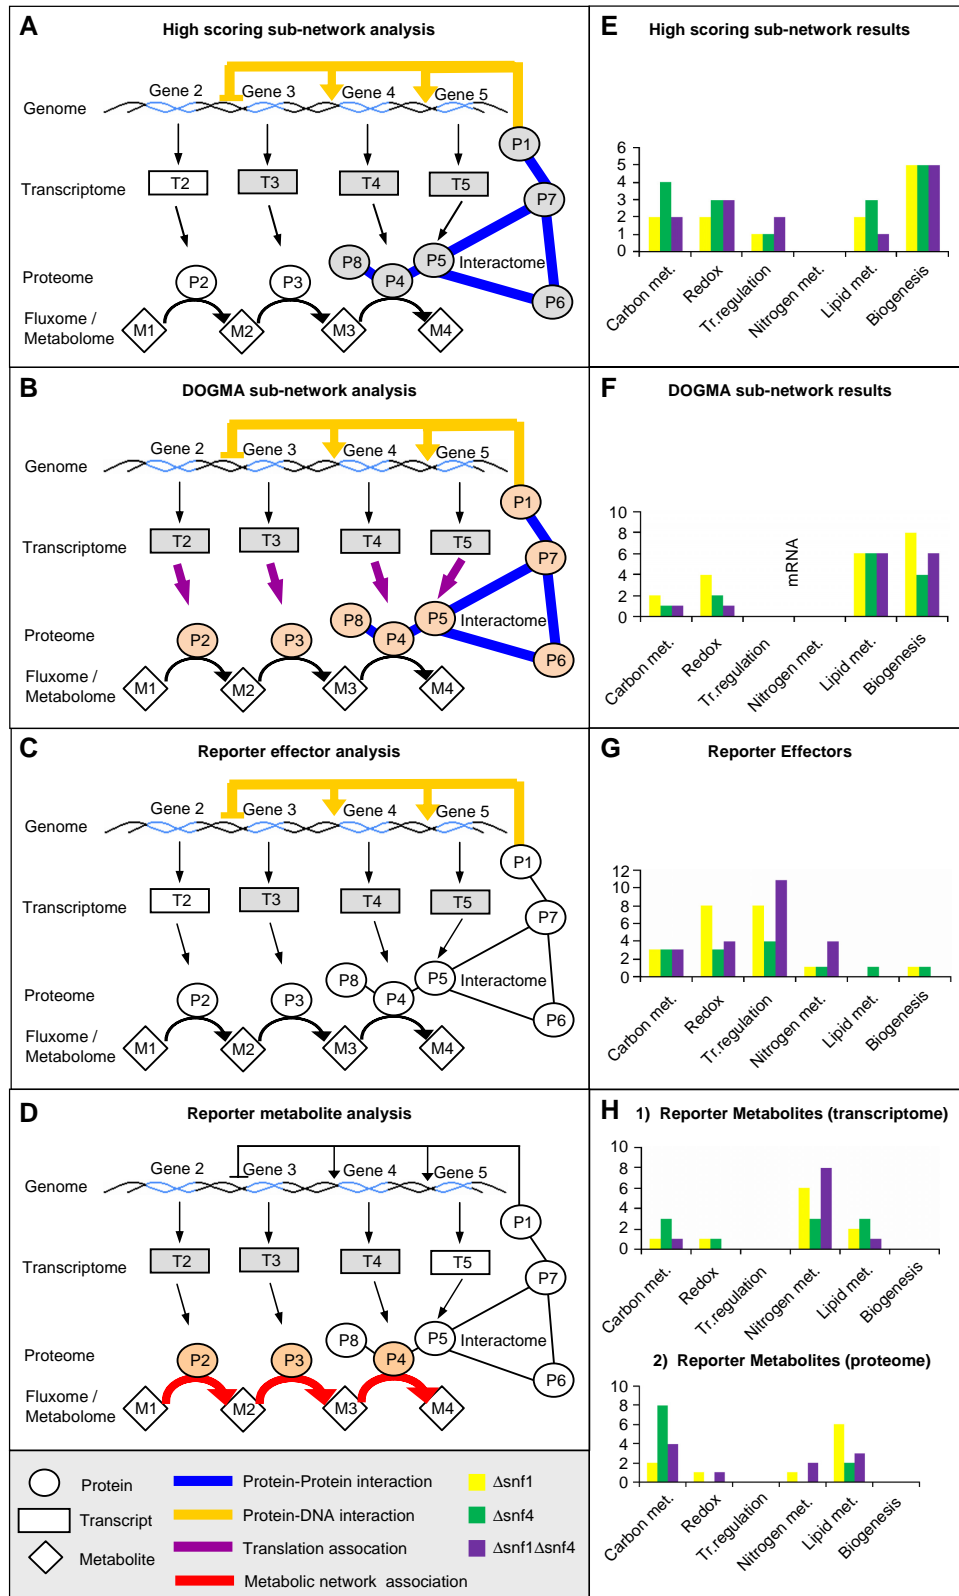 A
High scoring sub-network analysis
Gene 2 Gene 3 Gene 4 Gene 5
Genome
P1
Transcriptome
T2 T3 T4 T5
P7
P8 P5 Interactome
Proteome
P2 P3 P4
P6
Fluxome /
Metabolome
M1 M2 M3 M4
E
High scoring sub-network results
6
5
4
3
2
1
0
Carbon met.
Redox
Tr.regulation
Nitrogen met.
Lipid met.
Biogenesis
B
DOGMA sub-network analysis
Gene 2 Gene 3 Gene 4 Gene 5
Genome
P1
Transcriptome
T2 T3 T4 T5
P7
P8 P5 Interactome
Proteome
P2 P3 P4
P6
Fluxome /
Metabolome
M1 M2 M3 M4
F
DOGMA sub-network results
10
8
6
4
2
0
mRNA
Carbon met.
Redox
Tr.regulation
Nitrogen met.
Lipid met.
Biogenesis
C
Reporter effector analysis
Gene 2 Gene 3 Gene 4 Gene 5
Genome
P1
Transcriptome
T2 T3 T4 T5
P7
P8 P5 Interactome
Proteome
P2 P3 P4
P6
Fluxome /
Metabolome
M1 M2 M3 M4
G
Reporter Effectors
12
10
8
6
4
2
0
Carbon met.
Redox
Tr.regulation
Nitrogen met.
Lipid met.
Biogenesis
D
Reporter metabolite analysis
Gene 2 Gene 3 Gene 4 Gene 5
Genome
P1
Transcriptome
T2 T3 T4 T5
P7
P8 P5 Interactome
Proteome
P2 P3 P4
P6
Fluxome /
Metabolome
M1 M2 M3 M4
H
1) Reporter Metabolites (transcriptome)
10
8
6
4
2
0
Carbon met.
Redox
Tr.regulation
Nitrogen met.
Lipid met.
Biogenesis
2) Reporter Metabolites (proteome)
10
8
6
4
2
0
Carbon met.
Redox
Tr.regulation
Nitrogen met.
Lipid met.
Biogenesis
Protein
Transcript
Metabolite
Protein-Protein interaction
Protein-DNA interaction
Translation assocation
Metabolic network association
Δsnf1
Δsnf4
Δsnf1Δsnf4